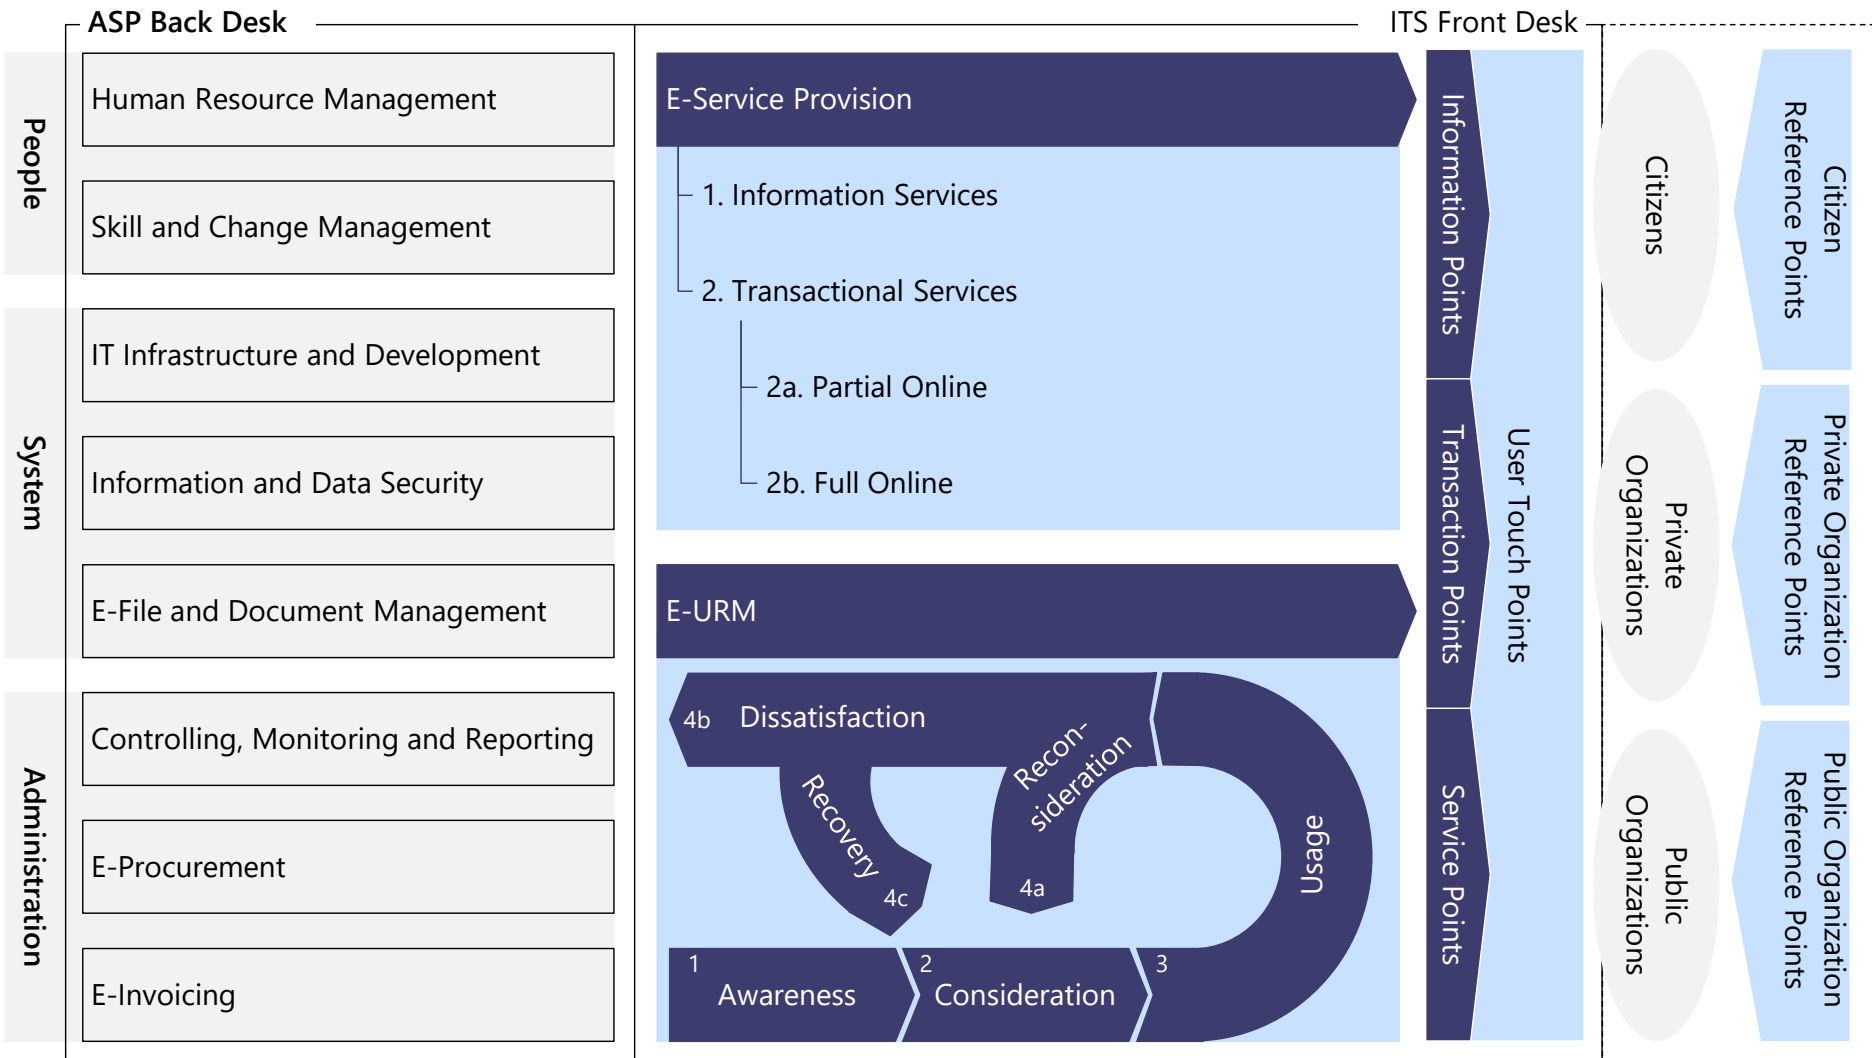 ASP Back Desk
ITS Front Desk
People
Human Resource Management
Skill and Change Management
System
IT Infrastructure and Development
Information and Data Security
E-File and Document Management
Administration
Controlling, Monitoring and Reporting
E-Procurement
E-Invoicing
E-Service Provision
1. Information Services
2. Transactional Services
2a. Partial Online
2b. Full Online
E-URM
4b Dissatisfaction
Recon-
sideration
4a
Recovery
4c
Usage
1
Awareness
2
Consideration
3
Information Points
Transaction Points
Service Points
User Touch Points
Citizens
Private
Organizations
Public
Organizations
Citizen
Reference Points
Private Organization
Reference Points
Public Organization
Reference Points